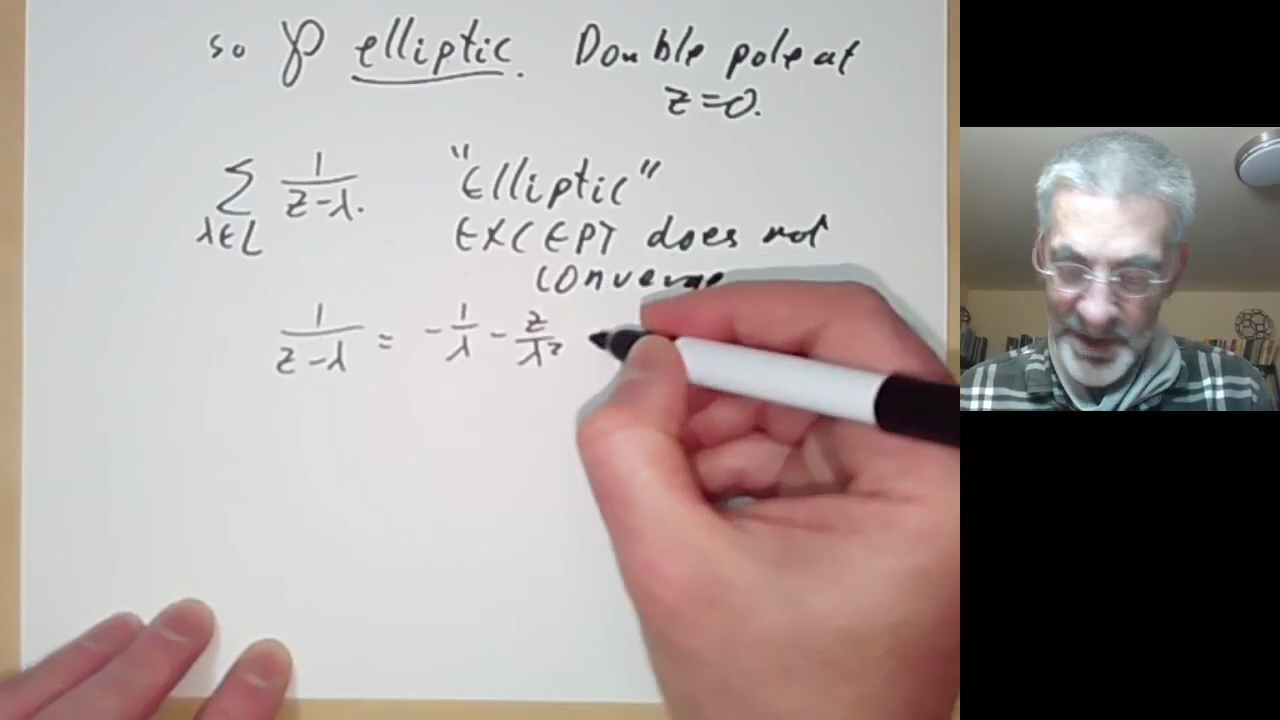 so ℘ elliptic. Double pole at
z=0.
∑ 1/(z-λ). "Elliptic"
λ∈L EXCEPT does not
converge
1/(z-λ) = -1/λ - z/λ²